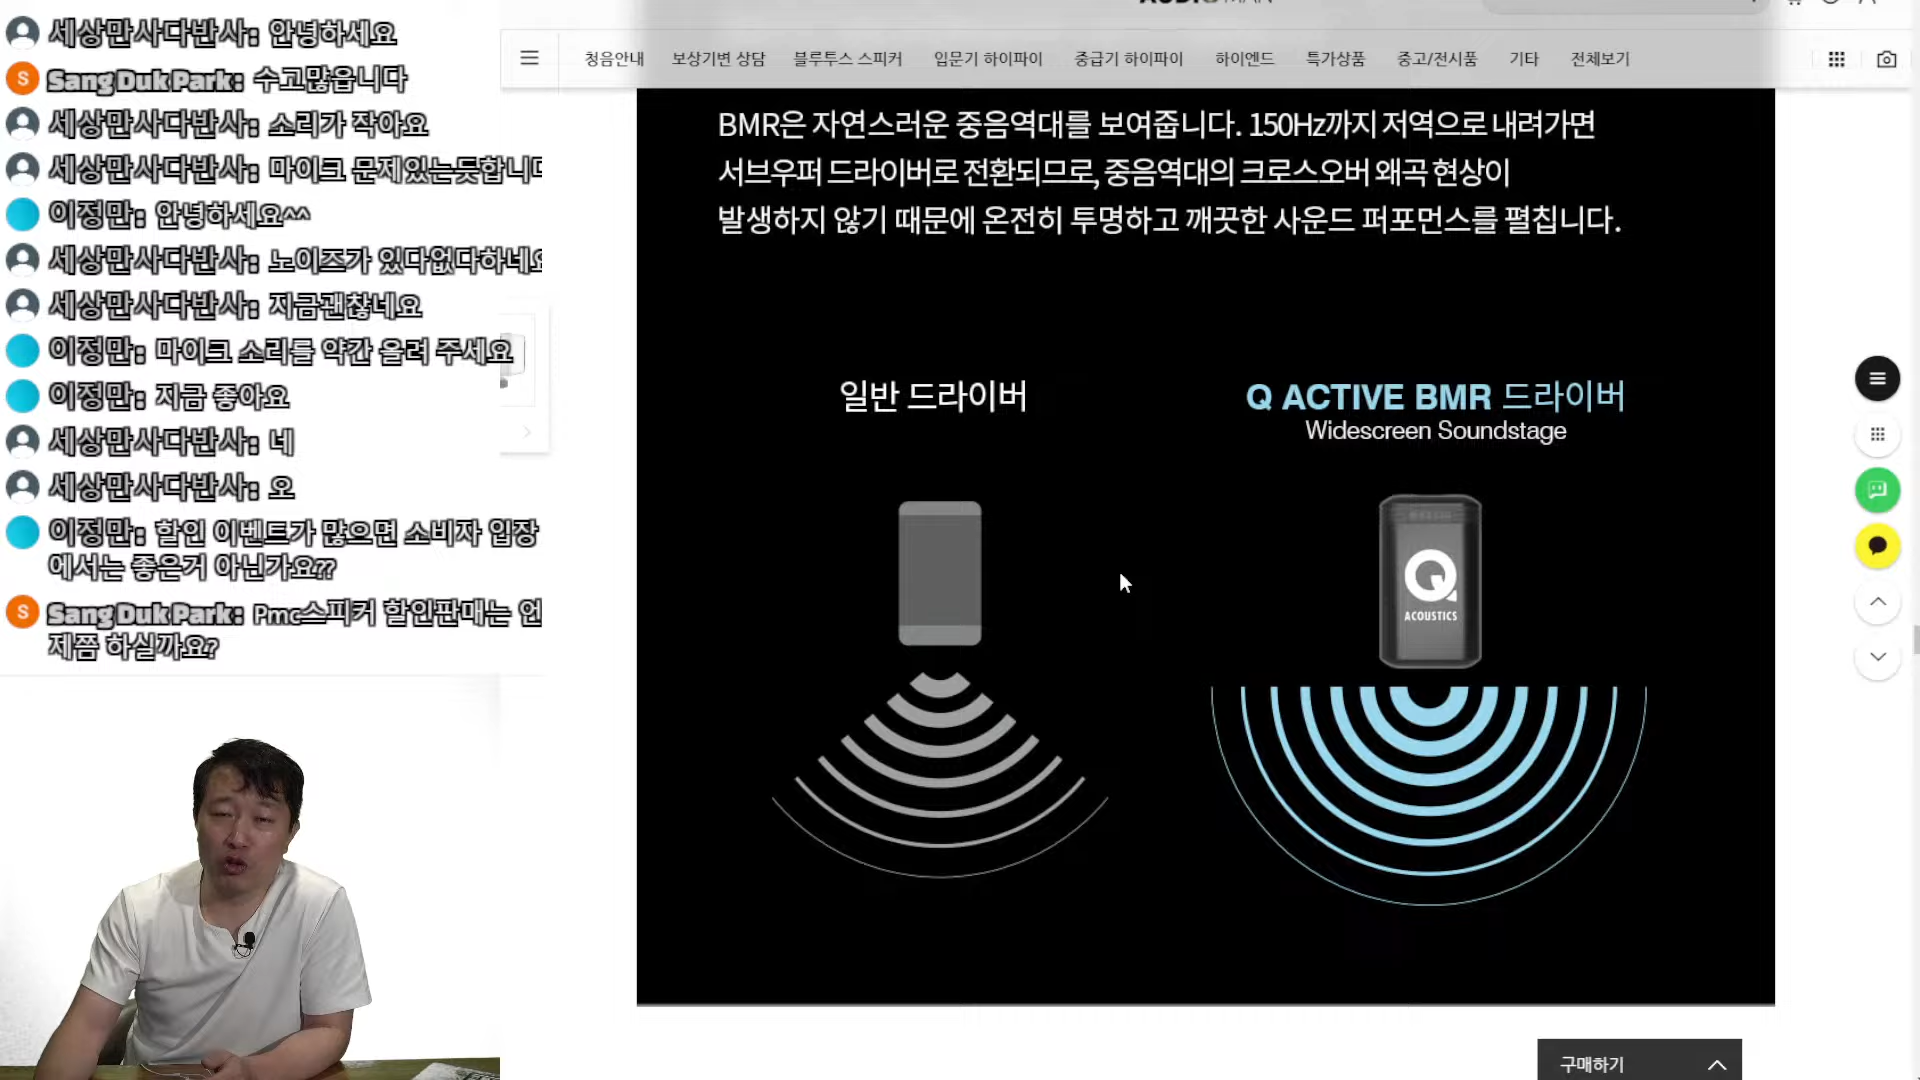 세상만사다반사: 안녕하세요
S Sang Duk Park: 수고많읍니다
세상만사다반사: 소리가 작아요
세상만사다반사: 마이크 문제있는듯합니다
이정만: 안녕하세요^^
세상만사다반사: 노이즈가 있다없다하네요
세상만사다반사: 지금괜찮네요
이정만: 마이크 소리를 약간 올려 주세요
이정만: 지금 좋아요
세상만사다반사: 네
세상만사다반사: 오
이정만: 할인 이벤트가 많으면 소비자 입장
에서는 좋은거 아닌가요??
S Sang Duk Park: Pmc스피커 할인판매는 언
제쯤 하실까요?
청음안내 보상기변 상담 블루투스 스피커 입문기 하이파이 중급기 하이파이 하이엔드 특가상품 중고/전시품 기타 전체보기
BMR은 자연스러운 중음역대를 보여줍니다. 150Hz까지 저역으로 내려가면
서브우퍼 드라이버로 전환되므로, 중음역대의 크로스오버 왜곡 현상이
발생하지 않기 때문에 온전히 투명하고 깨끗한 사운드 퍼포먼스를 펼칩니다.
일반 드라이버
Q ACTIVE BMR 드라이버
Widescreen Soundstage
Q
ACOUSTICS
구매하기